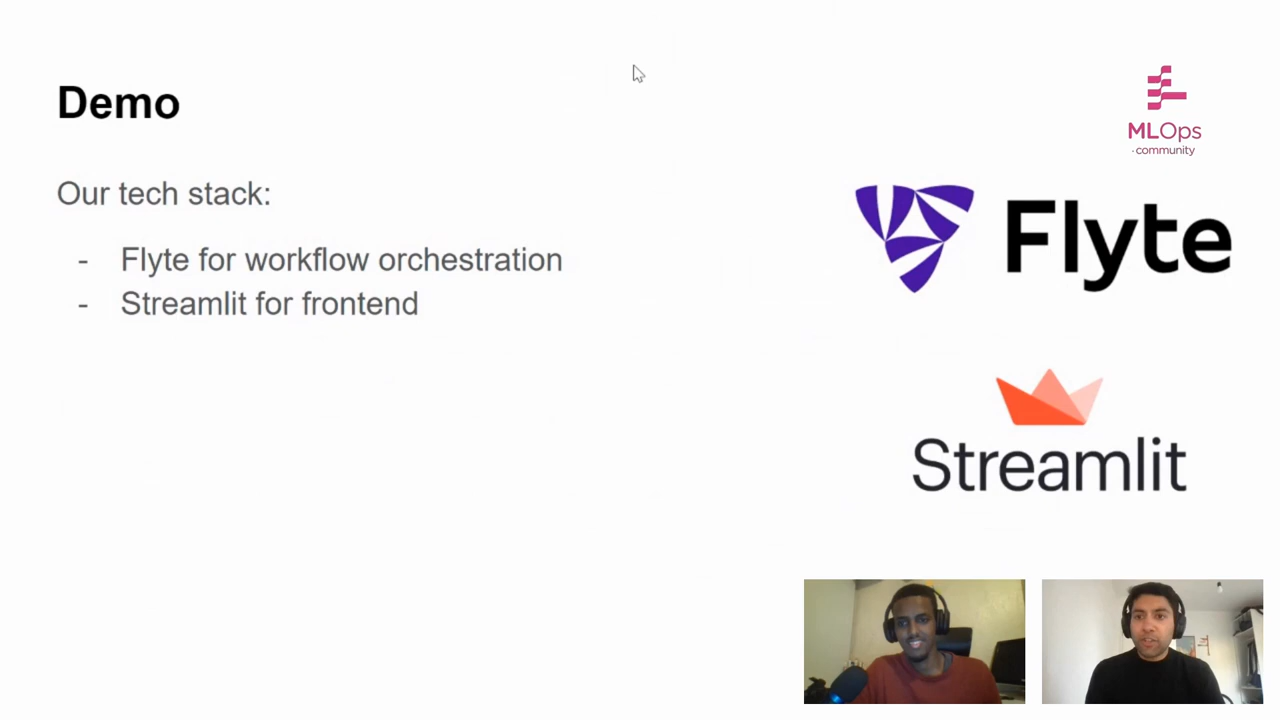 Demo
MLOps
.community
Our tech stack:
- Flyte for workflow orchestration
- Streamlit for frontend
Flyte
Streamlit